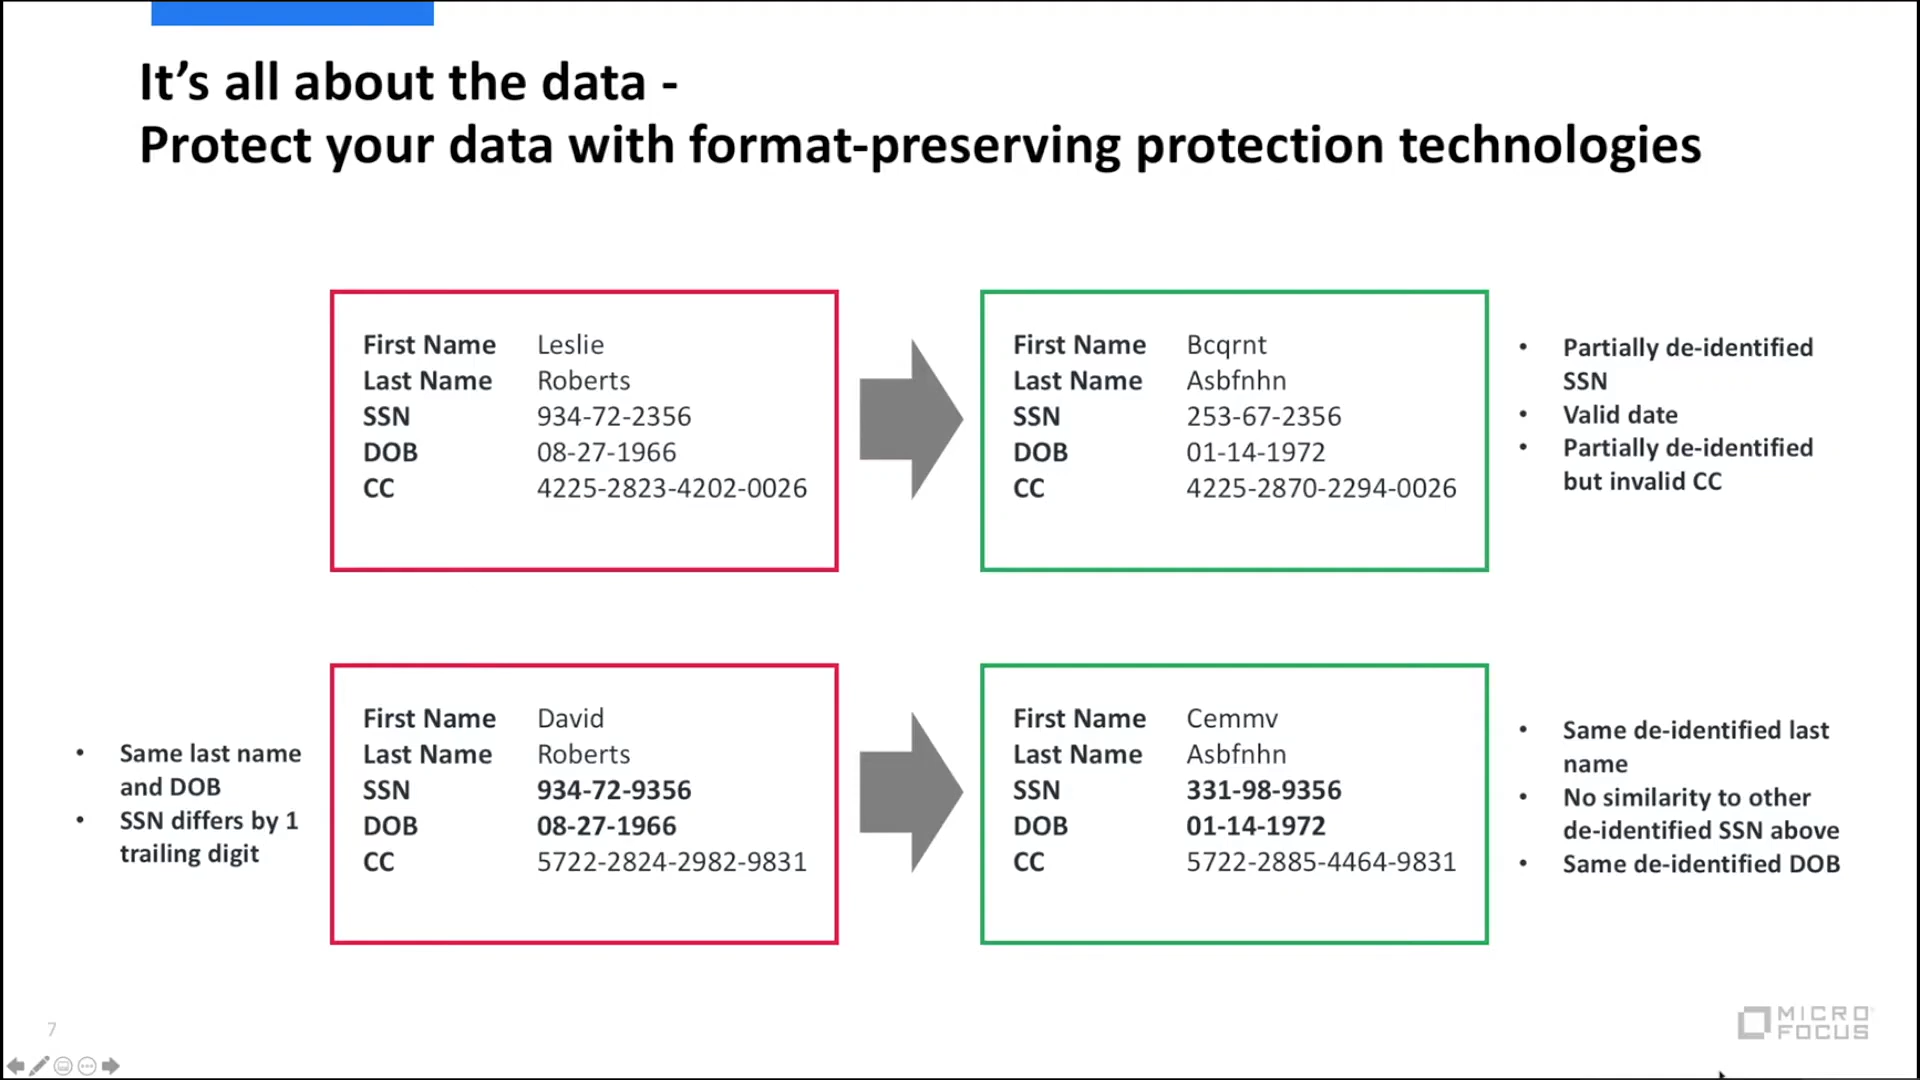 It's all about the data -
Protect your data with format-preserving protection technologies
First Name Leslie
Last Name Roberts
SSN 934-72-2356
DOB 08-27-1966
CC 4225-2823-4202-0026
First Name Bcqrnt
Last Name Asbfnhn
SSN 253-67-2356
DOB 01-14-1972
CC 4225-2870-2294-0026
• Partially de-identified
SSN
• Valid date
• Partially de-identified
but invalid CC
• Same last name
and DOB
• SSN differs by 1
trailing digit
First Name David
Last Name Roberts
SSN 934-72-9356
DOB 08-27-1966
CC 5722-2824-2982-9831
First Name Cemmv
Last Name Asbfnhn
SSN 331-98-9356
DOB 01-14-1972
CC 5722-2885-4464-9831
• Same de-identified last
name
• No similarity to other
de-identified SSN above
• Same de-identified DOB
7
MICRO
FOCUS